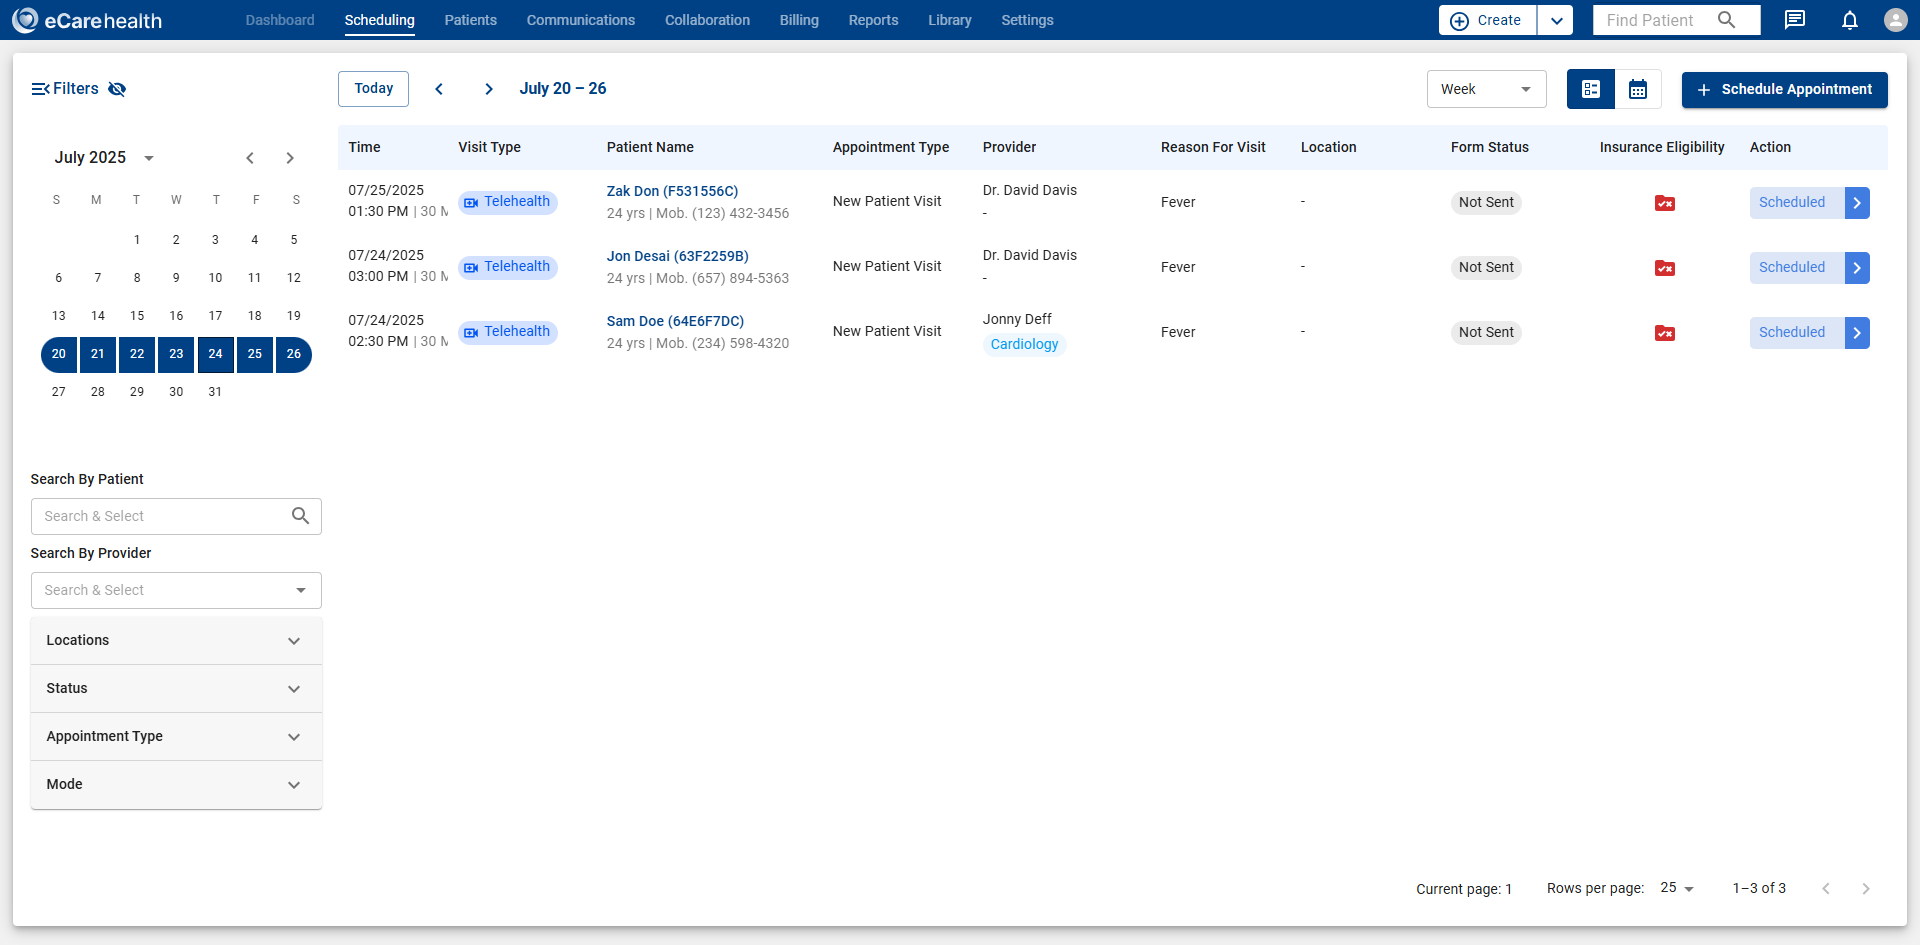 eCarehealth Dashboard Scheduling Patients Communications Collaboration Billing Reports Library Settings Create Find Patient
Filters Today July 20 – 26 Week Schedule Appointment
July 2025
S M T W T F S
1 2 3 4 5
6 7 8 9 10 11 12
13 14 15 16 17 18 19
20 21 22 23 24 25 26
27 28 29 30 31
Search By Patient
Search & Select
Search By Provider
Search & Select
Locations
Status
Appointment Type
Mode
Time Visit Type Patient Name Appointment Type Provider Reason For Visit Location Form Status Insurance Eligibility Action
07/25/2025 Telehealth Zak Don (F531556C) New Patient Visit Dr. David Davis Fever - Not Sent Scheduled
01:30 PM | 30 M 24 yrs | Mob. (123) 432-3456 -
07/24/2025 Telehealth Jon Desai (63F2259B) New Patient Visit Dr. David Davis Fever - Not Sent Scheduled
03:00 PM | 30 M 24 yrs | Mob. (657) 894-5363 -
07/24/2025 Telehealth Sam Doe (64E6F7DC) New Patient Visit Jonny Deff Fever - Not Sent Scheduled
02:30 PM | 30 M 24 yrs | Mob. (234) 598-4320 Cardiology
Current page: 1 Rows per page: 25 1–3 of 3